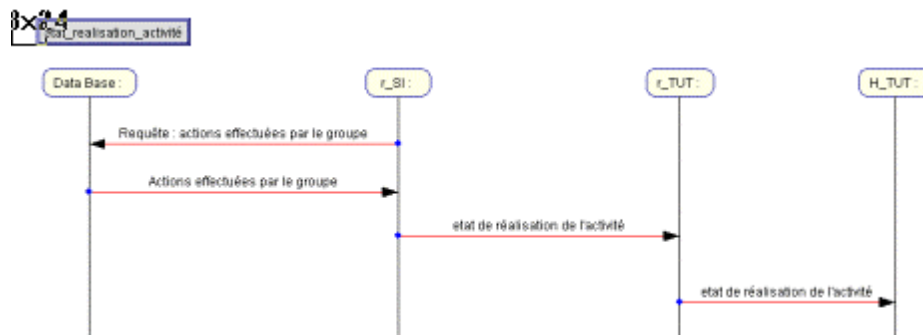 etat_realisation_activité
Data Base :
r_SI :
r_TUT :
H_TUT :
Requête : actions effectuées par le groupe
Actions effectuées par le groupe
etat de réalisation de l'activité
etat de réalisation de l'activité